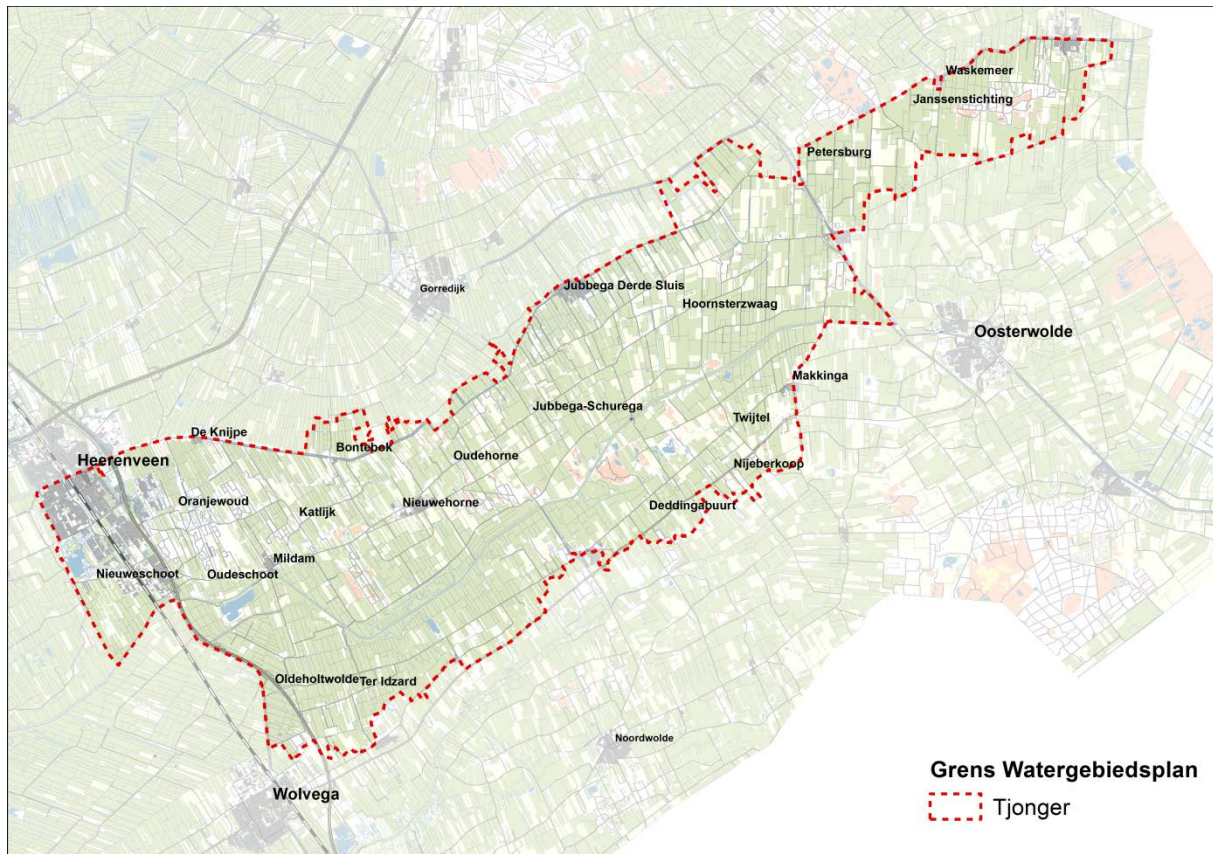 Waskemeer
Janssenstichting
Petersburg
Gorredijk
Jubbega Derde Sluis
Hoornsterzwaag
Oosterwolde
Makkinga
Jubbega-Schurega
Twijtel
De Knijpe
Bontebok
Oudehorne
Heerenveen
Nijeberkoop
Oranjewoud
Katlijk
Nieuwehorne
Deddingabuurt
Mildam
Nieuweschoot
Oudeschoot
Oldeholtwolde
Ter Idzard
Noordwolde
Wolvega
Grens Watergebiedsplan
Tjonger